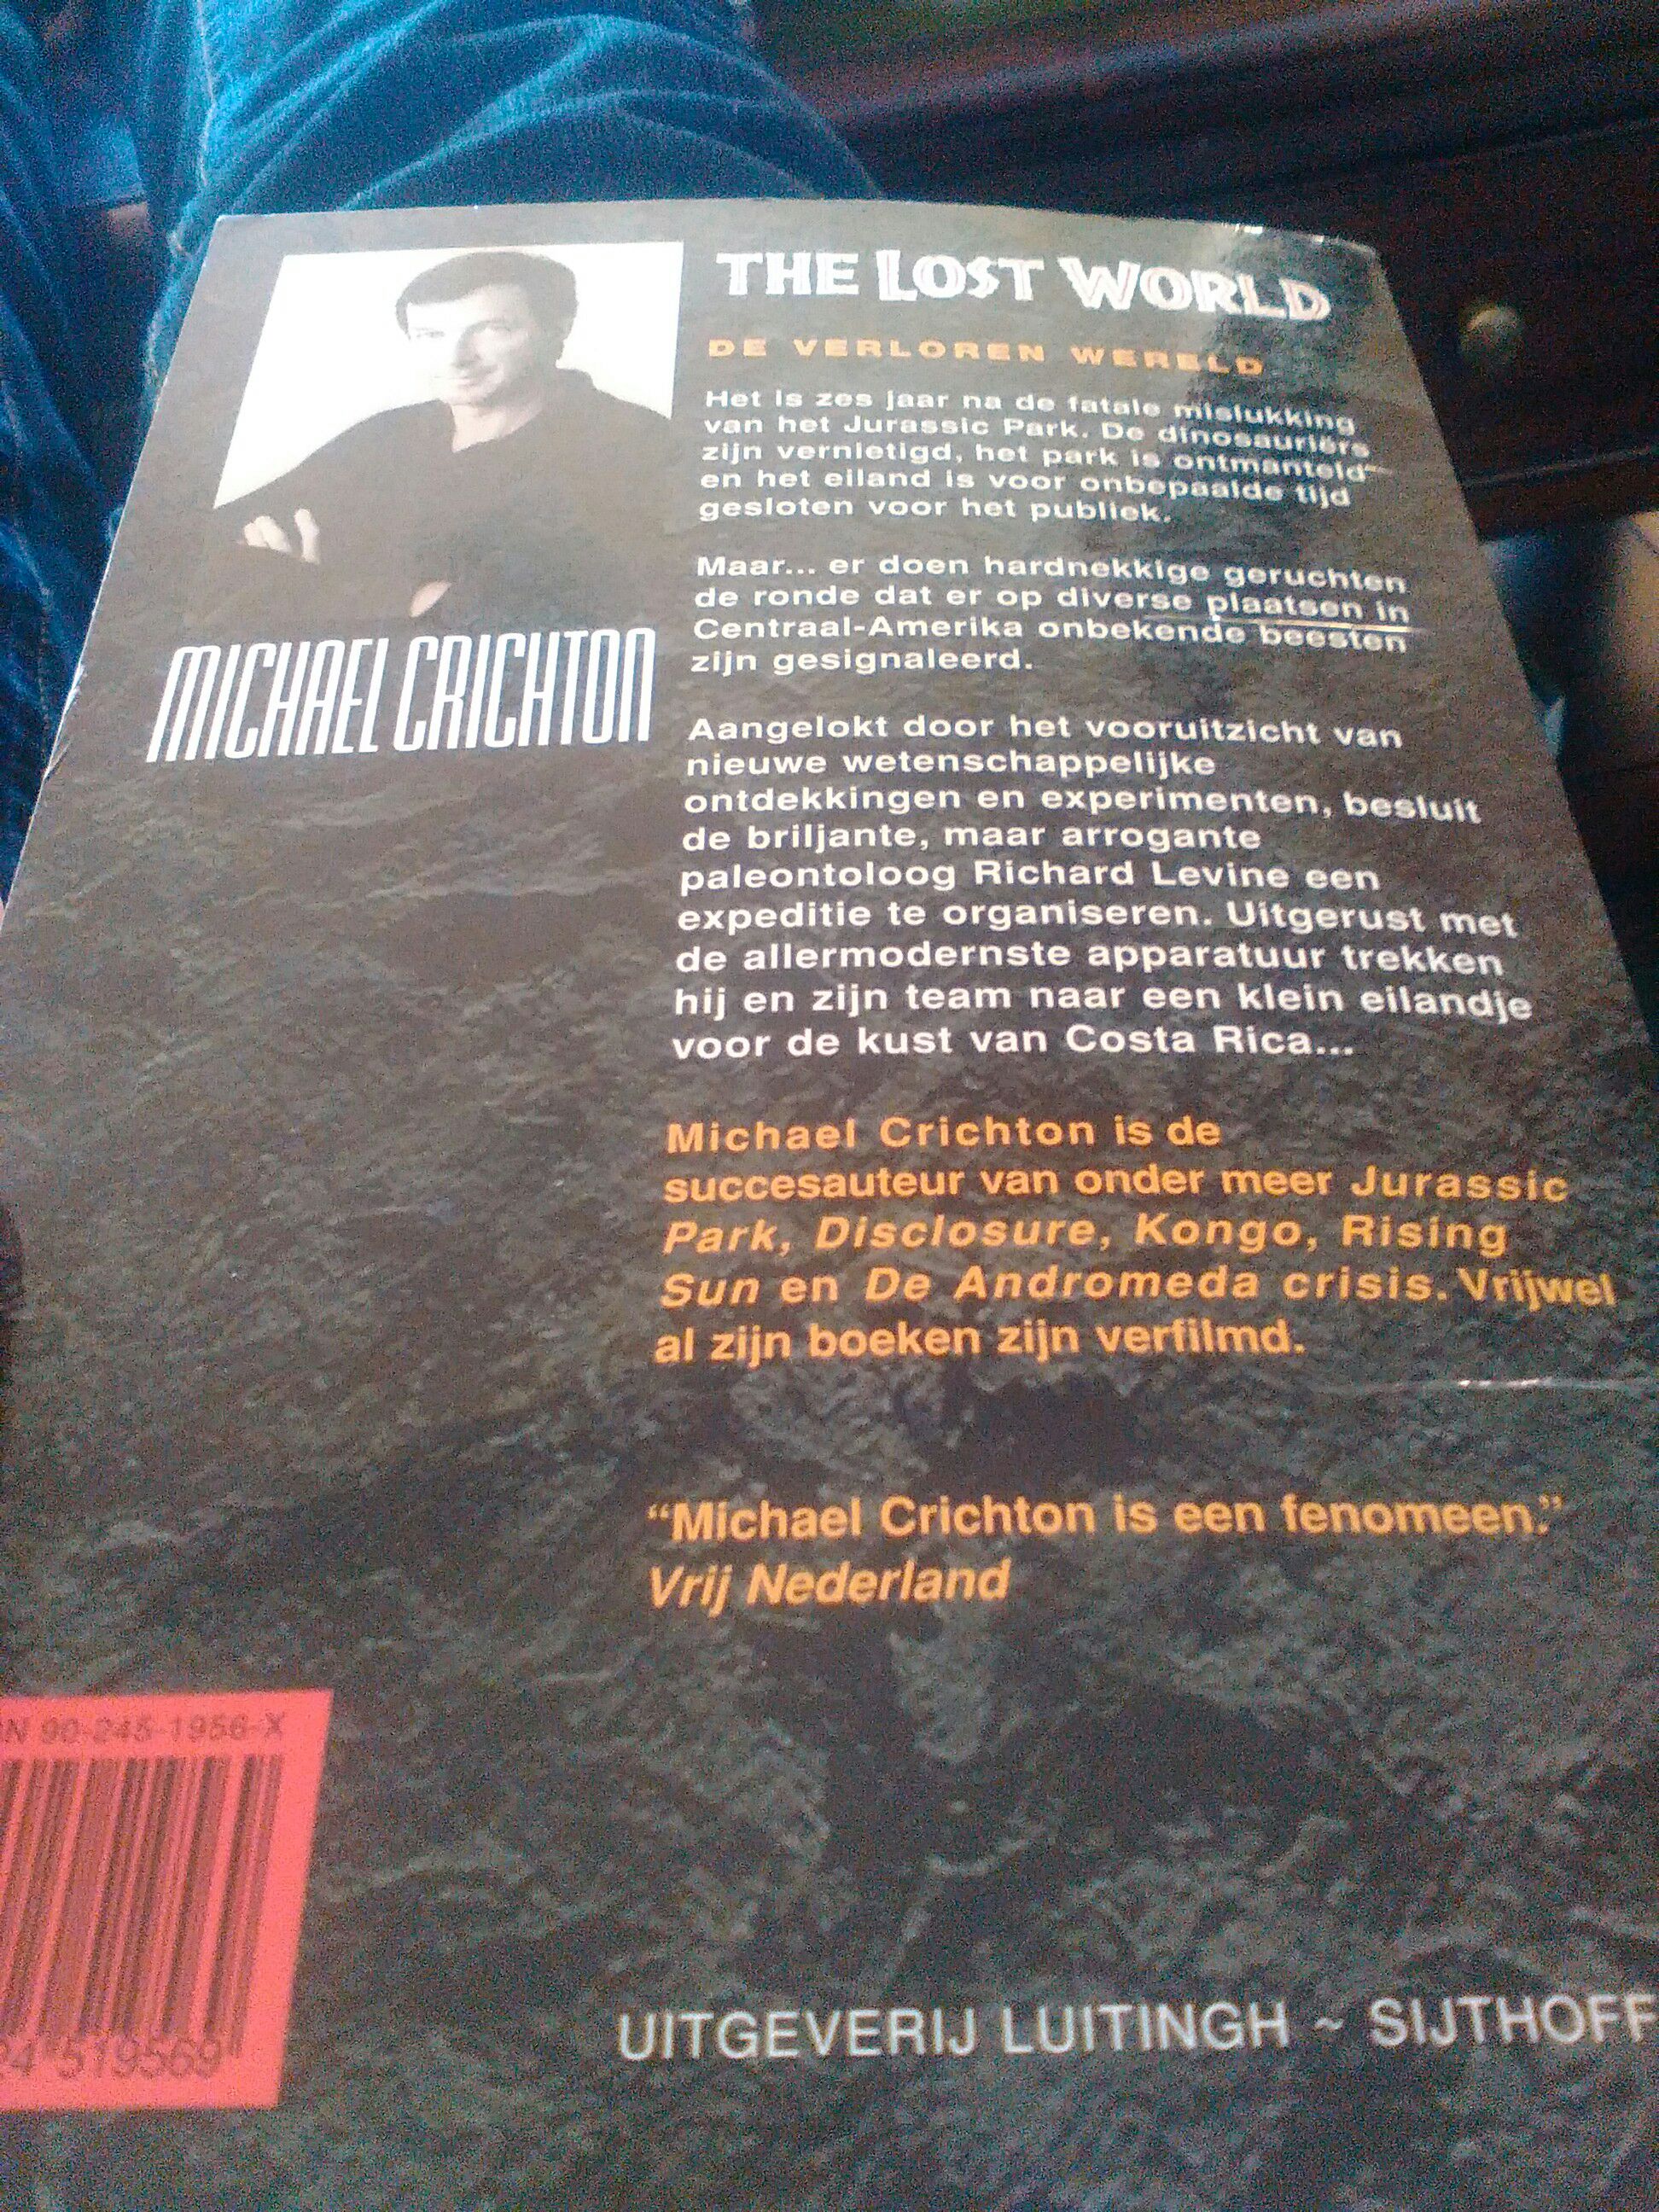 THE LOST WORLD
DE VERLOREN WERELD
Het is zes jaar na de fatale mislukking
van het Jurassic Park. De dinosauriërs
zijn vernietigd, het park is ontmanteld
en het eiland is voor onbepaalde tijd
gesloten voor het publiek.
Maar... er doen hardnekkige geruchten
de ronde dat er op diverse plaatsen in
Centraal-Amerika onbekende beesten
zijn gesignaleerd.
MICHAEL CRICHTON
Aangelokt door het vooruitzicht van
nieuwe wetenschappelijke
ontdekkingen en experimenten, besluit
de briljante, maar arrogante
paleontoloog Richard Levine een
expeditie te organiseren. Uitgerust met
de allermodernste apparatuur trekken
hij en zijn team naar een klein eilandje
voor de kust van Costa Rica...
Michael Crichton is de
succesauteur van onder meer Jurassic
Park, Disclosure, Kongo, Rising
Sun en De Andromeda crisis. Vrijwel
al zijn boeken zijn verfilmd.
“Michael Crichton is een fenomeen.”
Vrij Nederland
N 90-245-1956-X
4 519569
UITGEVERIJ LUITINGH ~ SIJTHOFF